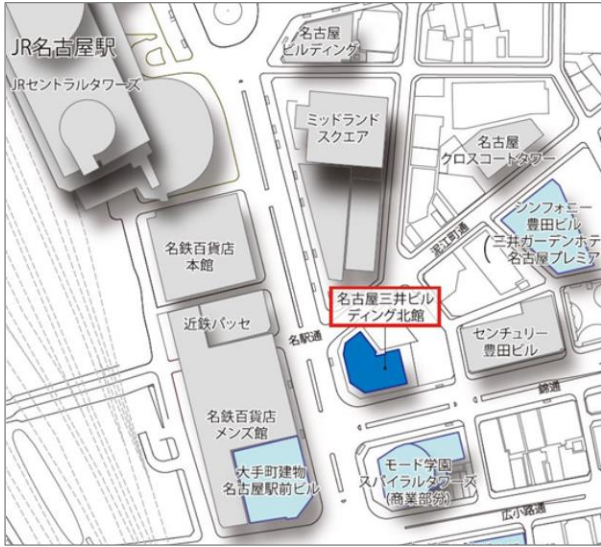 JR名古屋駅
JRセントラルタワーズ
名古屋
ビルディング
ミッドランド
スクエア
名古屋
クロスコートタワー
シンフォニー
豊田ビル
(三井ガーデンホテ
名古屋プレミア
泥江町通
名鉄百貨店
本館
近鉄パッセ
名駅通
名古屋三井ビル
ディング北館
センチュリー
豊田ビル
錦通
名鉄百貨店
メンズ館
大手町建物
名古屋駅前ビル
モード学園
スパイラルタワーズ
(商業部分)
広小路通